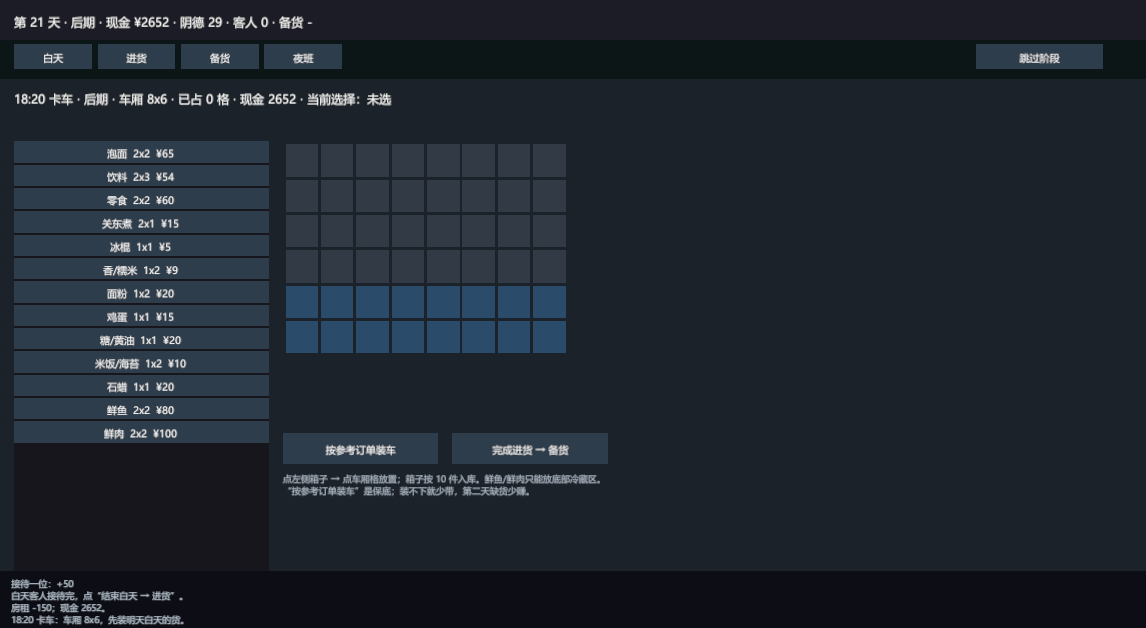 第 21 天 · 后期 · 现金 ¥2652 · 阴德 29 · 客人 0 · 备货 -
白天 进货 备货 夜班 跳过阶段
18:20 卡车 · 后期 · 车厢 8x6 · 已占 0 格 · 现金 2652 · 当前选择：未选
泡面 2x2 ¥65
饮料 2x3 ¥54
零食 2x2 ¥60
关东煮 2x1 ¥15
冰棍 1x1 ¥5
香/糯米 1x2 ¥9
面粉 1x2 ¥20
鸡蛋 1x1 ¥15
糖/黄油 1x1 ¥20
米饭/海苔 1x2 ¥10
石蜡 1x1 ¥20
鲜鱼 2x2 ¥80
鲜肉 2x2 ¥100
按参考订单装车 完成进货 → 备货
点左侧箱子 → 点车厢格放置；箱子按 10 件入库。鲜鱼/鲜肉只能放底部冷藏区。
“按参考订单装车”是保底；装不下就少带，第二天缺货少赚。
接待一位：+50
白天客人接待完，点“结束白天 → 进货”。
房租 -150；现金 2652。
18:20 卡车：车厢 8x6，先装明天白天的货。